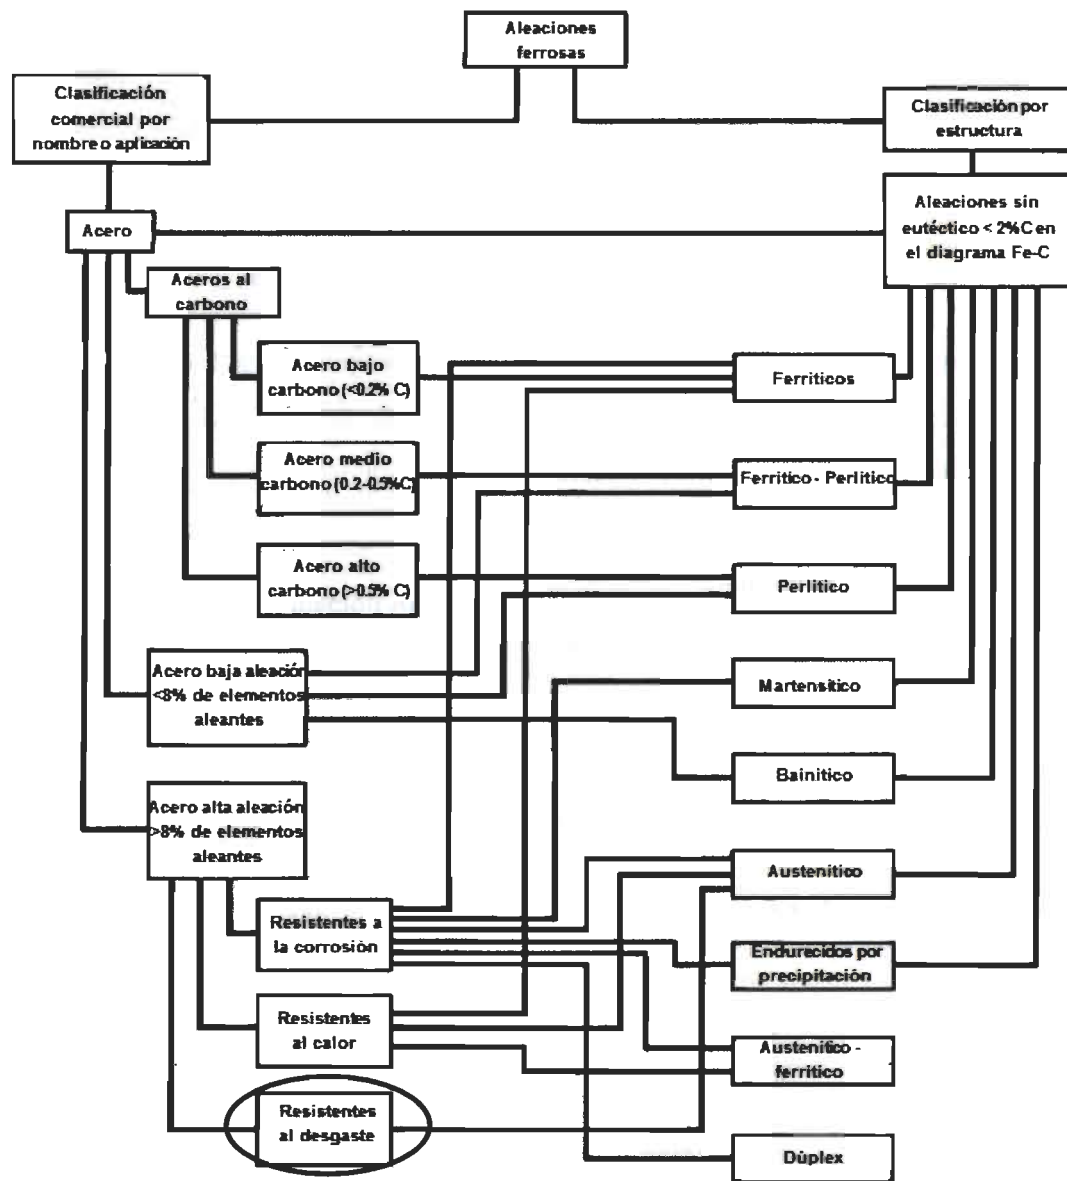 Aleaciones
ferrosas
Clasificación
comercial por
nombre o aplicación
Clasificación por
estructura
Acero
Aleaciones sin
eutéctico < 2%C en
el diagrama Fe-C
Aceros al
carbono
Acero bajo
carbono (<0.2% C)
Ferríticos
Acero medio
carbono (0.2-0.5%C)
Ferrítico - Perlítico
Acero alto
carbono (>0.5% C)
Perlítico
Acero baja aleación
<8% de elementos
aleantes
Martensítico
Bainítico
Acero alta aleación
>8% de elementos
aleantes
Austenítico
Resistentes a
la corrosión
Endurecidos por
precipitación
Resistentes
al calor
Austenítico -
ferrítico
Resistentes
al desgaste
Dúplex